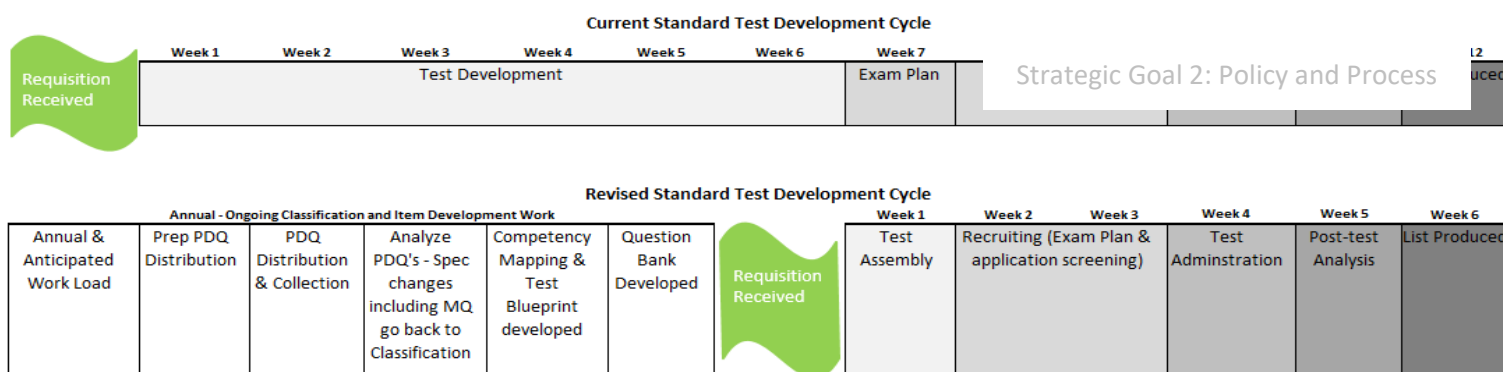 Current Standard Test Development Cycle
Week 1 Week 2 Week 3 Week 4 Week 5 Week 6 Week 7 12
Requisition
Received
Test Development
Exam Plan
Strategic Goal 2: Policy and Process
Revised Standard Test Development Cycle
Annual - Ongoing Classification and Item Development Work
Week 1 Week 2 Week 3 Week 4 Week 5 Week 6
Annual &
Anticipated
Work Load
Prep PDQ
Distribution
PDQ
Distribution
& Collection
Analyze
PDQ's - Spec
changes
including MQ
go back to
Classification
Competency
Mapping &
Test
Blueprint
developed
Question
Bank
Developed
Requisition
Received
Test
Assembly
Recruiting (Exam Plan &
application screening)
Test
Adminstration
Post-test
Analysis
List Produced